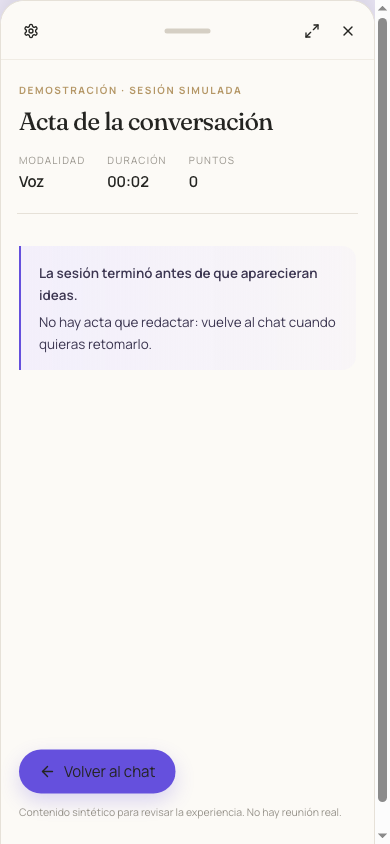 DEMOSTRACIÓN · SESIÓN SIMULADA
Acta de la conversación
MODALIDAD DURACIÓN PUNTOS
Voz 00:02 0
La sesión terminó antes de que aparecieran
ideas.
No hay acta que redactar: vuelve al chat cuando
quieras retomarlo.
Volver al chat
Contenido sintético para revisar la experiencia. No hay reunión real.